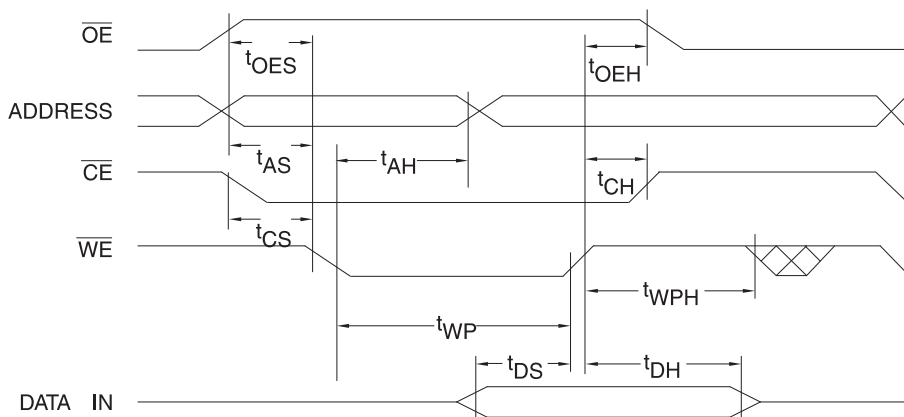 OE
tOES
tOEH
ADDRESS
tAS
tAH
CE
tCH
tCS
WE
tWPH
tWP
tDS
tDH
DATA IN